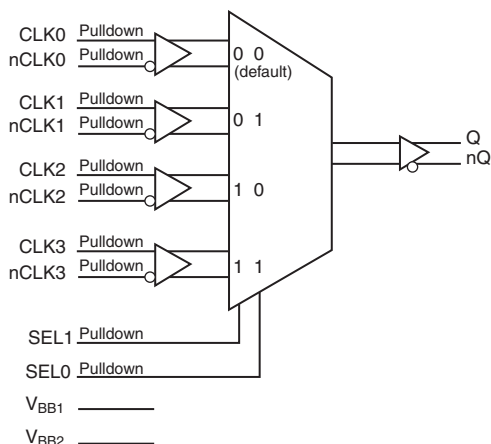 CLK0 Pulldown
nCLK0 Pulldown
0 0
(default)
CLK1 Pulldown
nCLK1 Pulldown
0 1
CLK2 Pulldown
nCLK2 Pulldown
1 0
CLK3 Pulldown
nCLK3 Pulldown
1 1
Q
nQ
SEL1 Pulldown
SEL0 Pulldown
VBB1
VBB2